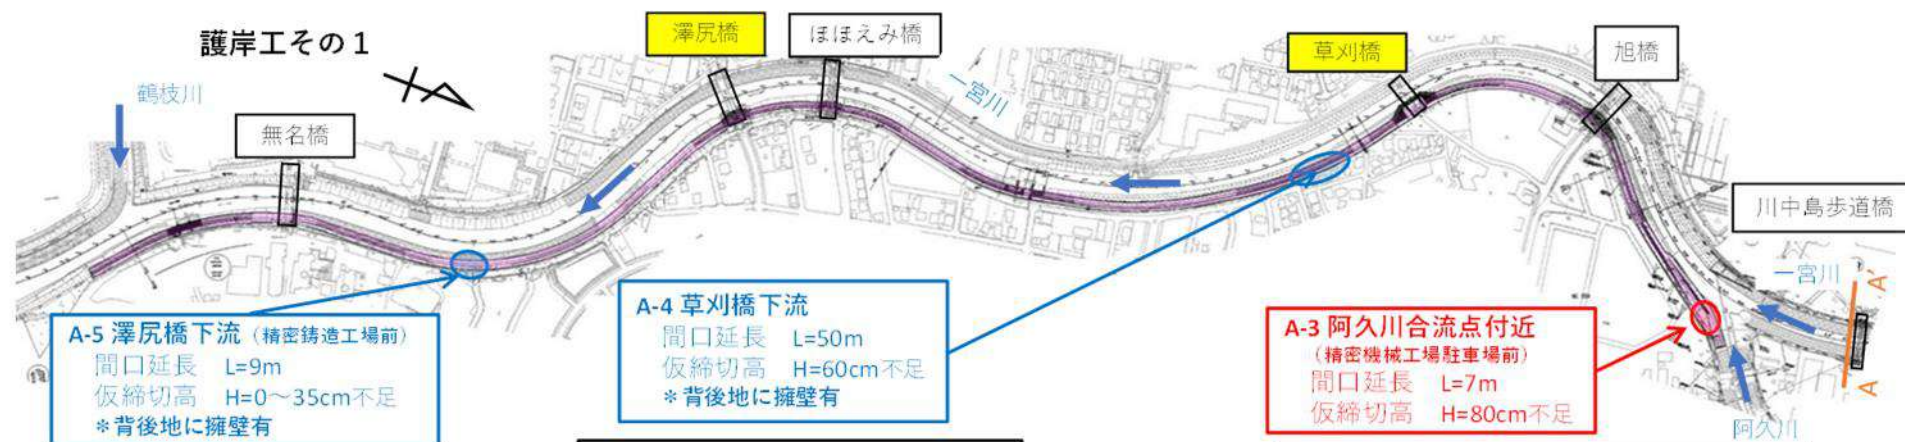 護岸工その1
鶴枝川
無名橋
澤尻橋
ほほえみ橋
一宮川
草刈橋
旭橋
川中島歩道橋
一宮川
A'
A
阿久川
A-5 澤尻橋下流(精密鋳造工場前)
間口延長 L=9m
仮締切高 H=0~35cm不足
*背後地に擁壁有
A-4 草刈橋下流
間口延長 L=50m
仮締切高 H=60cm不足
*背後地に擁壁有
A-3 阿久川合流点付近
(精密機械工場駐車場前)
間口延長 L=7m
仮締切高 H=80cm不足